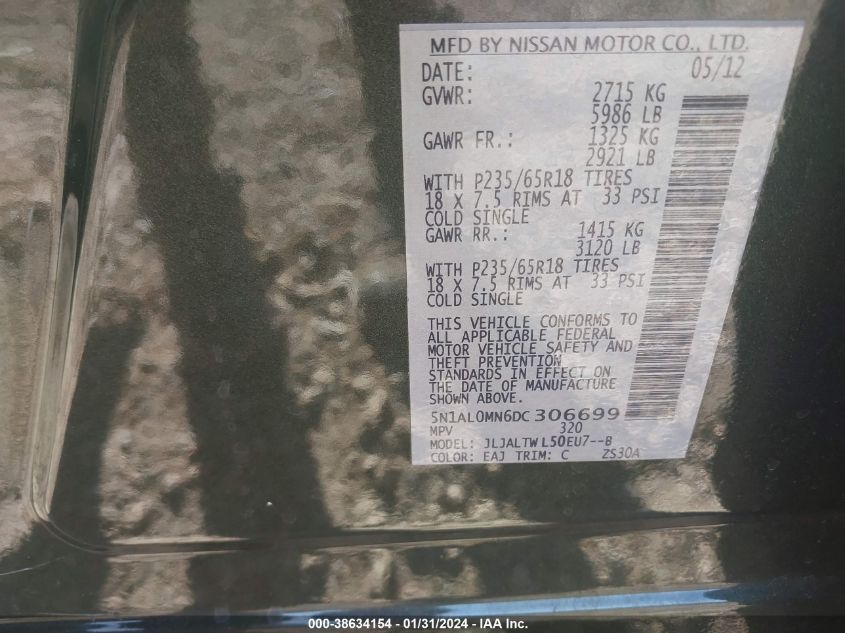 MFD BY NISSAN MOTOR CO., LTD.
DATE: 05/12
GVWR: 2715 KG
5986 LB
GAWR FR.: 1325 KG
2921 LB
WITH P235/65R18 TIRES
18 X 7.5 RIMS AT 33 PSI
COLD SINGLE
GAWR RR.: 1415 KG
3120 LB
WITH P235/65R18 TIRES
18 X 7.5 RIMS AT 33 PSI
COLD SINGLE
THIS VEHICLE CONFORMS TO
ALL APPLICABLE FEDERAL
MOTOR VEHICLE SAFETY AND
THEFT PREVENTION
STANDARDS IN EFFECT ON
THE DATE OF MANUFACTURE
SHOWN ABOVE.
5N1AL0MN6DC306699
MPV 320
MODEL: JLJALTWL50EU7--B
COLOR: EAJ TRIM: C ZS30A
000-38634154 - 01/31/2024 - IAA Inc.